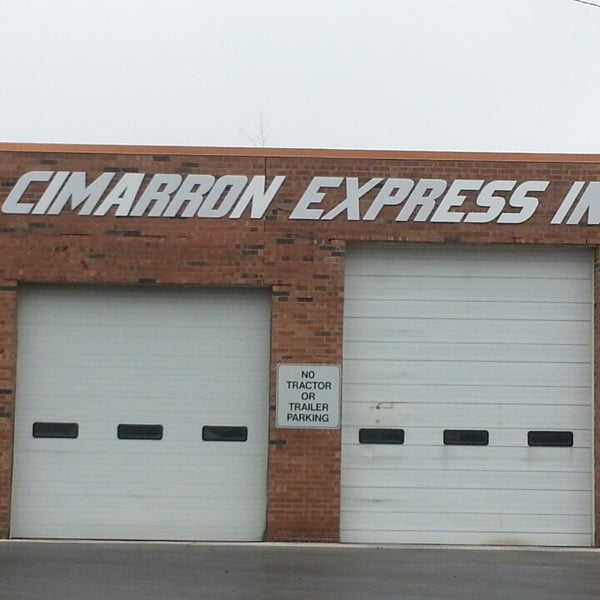 CIMARRON EXPRESS IN
NO
TRACTOR
OR
TRAILER
PARKING